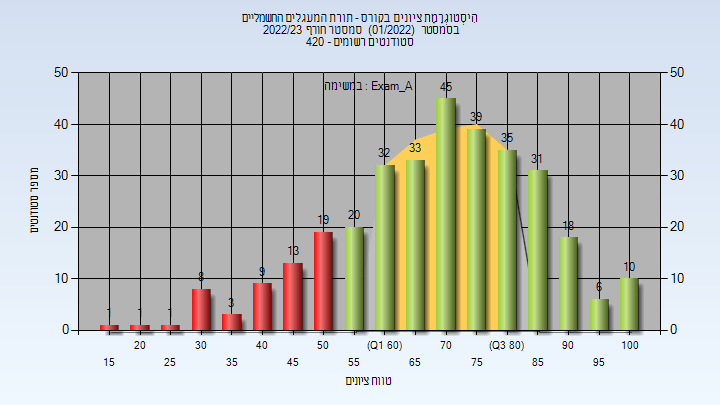 היסטוגרמת ציונים בקורס - תורת המעגלים החשמליים
בסמסטר (01/2022) סמסטר חורף 2022/23
סטודנטים רשומים - 420
במשימה : Exam_A
50 50
40 40
30 30
20 20
10 10
0 0
מספר סטודנטים
1 1 1 8 3 9 13 19 20 32 33 45 39 35 31 18 6 10
20 30 40 50 (Q1 60) 70 (Q3 80) 90 100
15 25 35 45 55 65 75 85 95
טווח ציונים